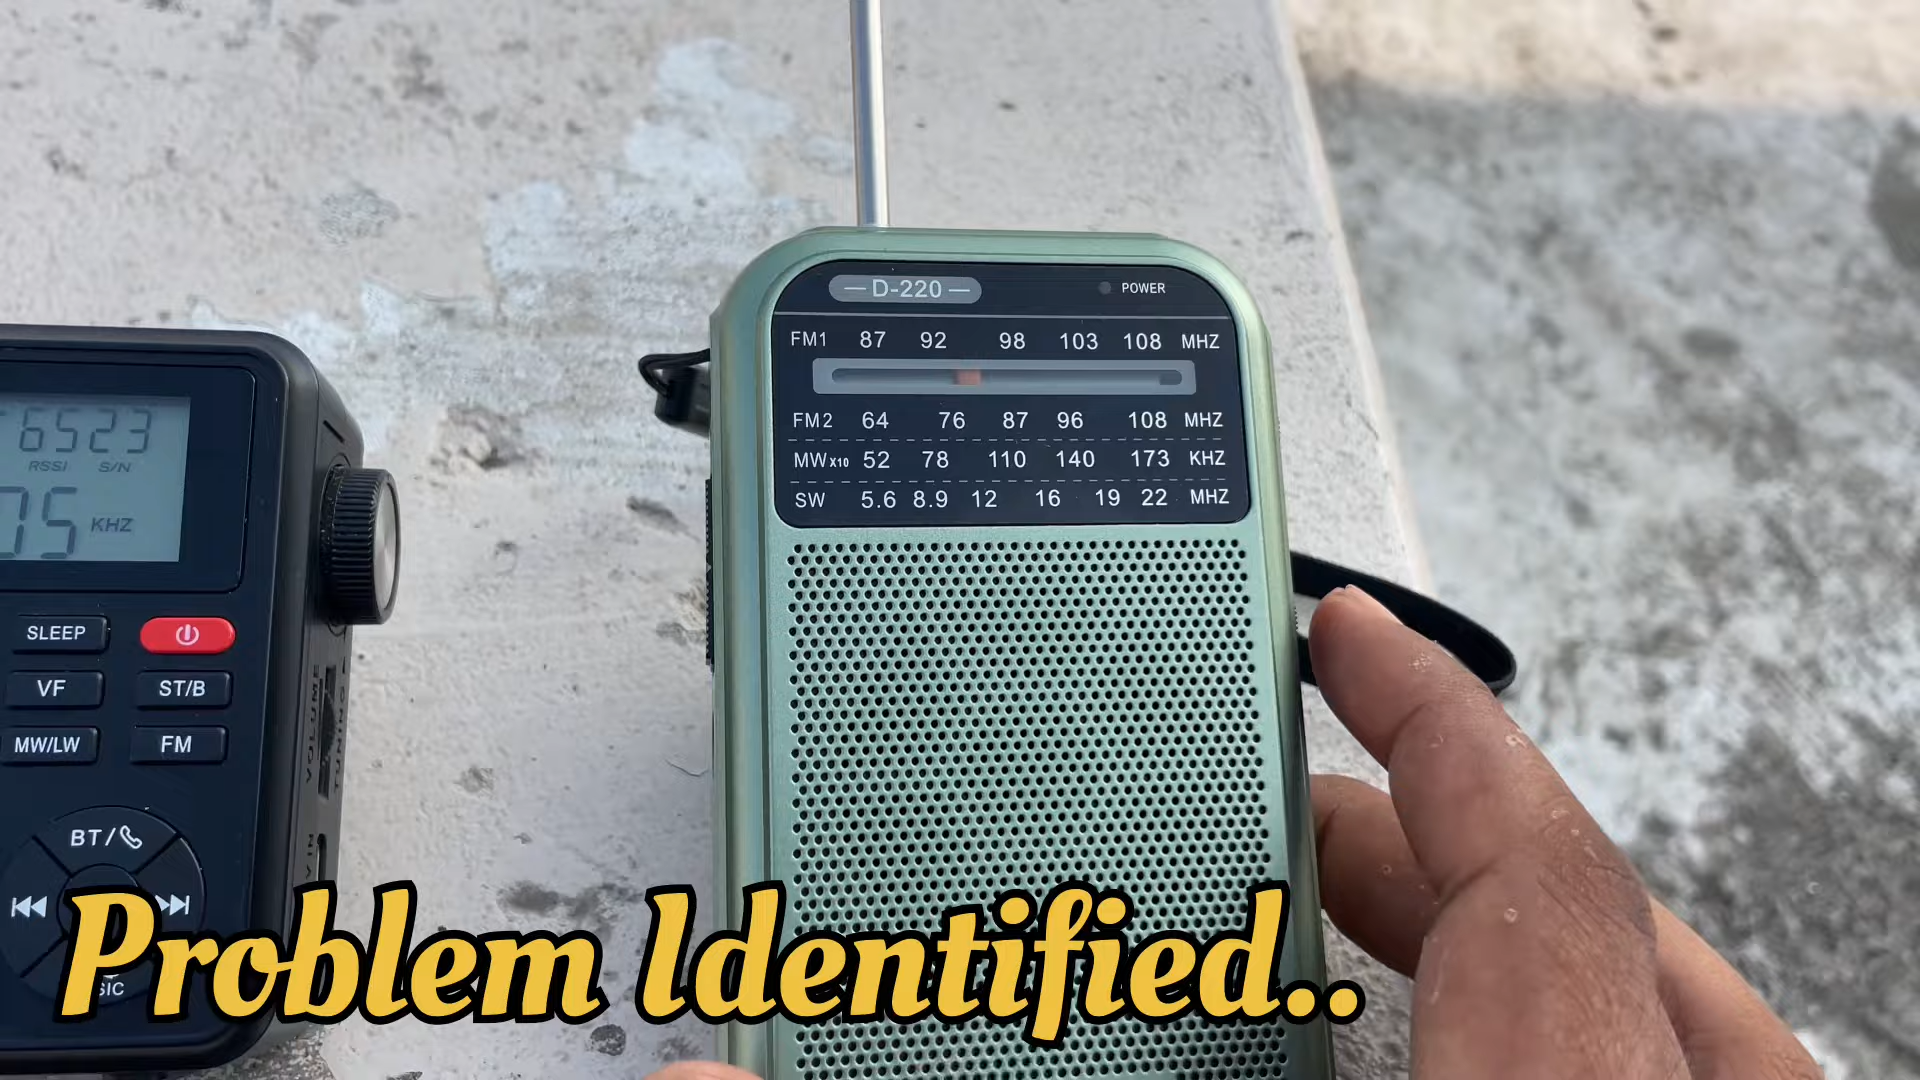 — D-220 —
POWER
FM1 87 92 98 103 108 MHZ
FM2 64 76 87 96 108 MHZ
MWX10 52 78 110 140 173 KHZ
SW 5.6 8.9 12 16 19 22 MHZ
6523
RSSI S/N
05 KHZ
SLEEP
VF ST/B
MW/LW FM
VOLUME
TUNING
BT/
SIC
Problem Identified..